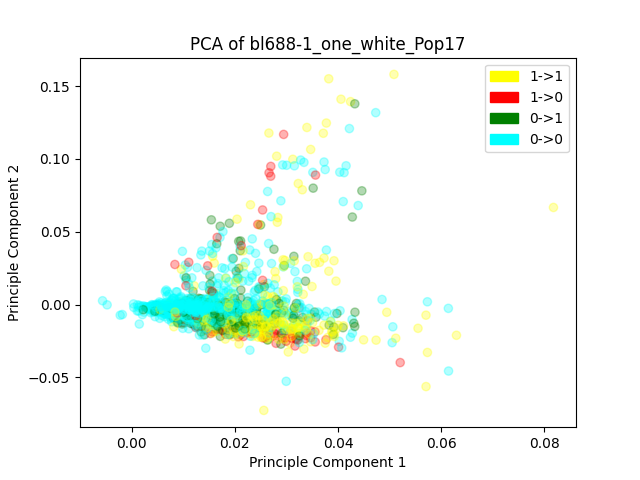 PCA of bl688-1_one_white_Pop17
1->1
1->0
0->1
0->0
0.15
0.10
0.05
0.00
−0.05
Principle Component 2
0.00 0.02 0.04 0.06 0.08
Principle Component 1